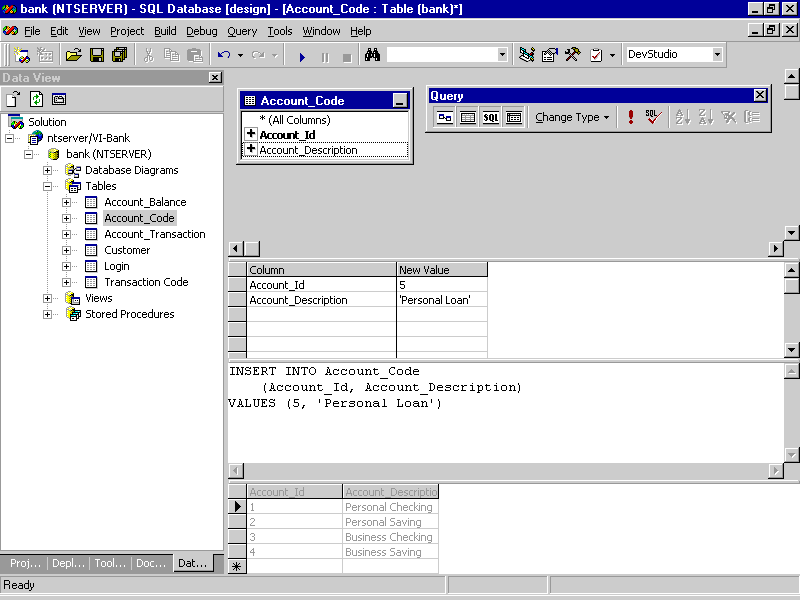 bank (NTSERVER) - SQL Database [design] - [Account_Code : Table (bank)*]
File Edit View Project Build Debug Query Tools Window Help
DevStudio
Data View
Solution
ntserver/VI-Bank
bank (NTSERVER)
Database Diagrams
Tables
Account_Balance
Account_Code
Account_Transaction
Customer
Login
Transaction Code
Views
Stored Procedures
Proj... Depl... Tool... Doc... Dat...
Account_Code
* (All Columns)
Account_Id
Account_Description
Query
SQL Change Type SQL
Column New Value
Account_Id 5
Account_Description 'Personal Loan'
INSERT INTO Account_Code
(Account_Id, Account_Description)
VALUES (5, 'Personal Loan')
Account_Id Account_Descriptio
1 Personal Checking
2 Personal Saving
3 Business Checking
4 Business Saving
Ready